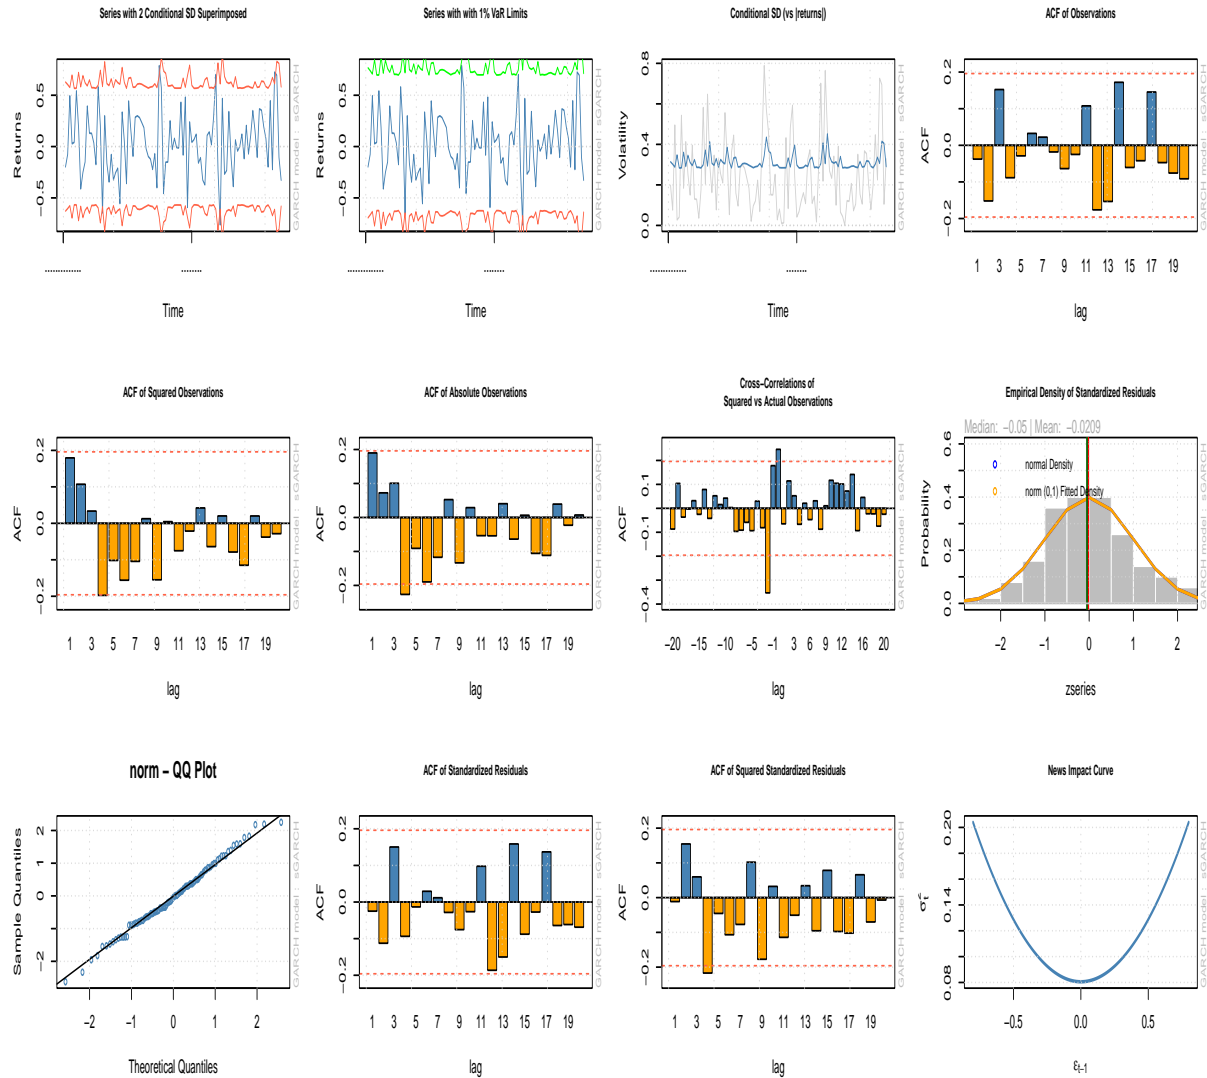 Series with 2 Conditional SD Superimposed
Returns
−0.5 0.0 0.5
GARCH model : sGARCH
Time
Series with with 1% VaR Limits
Returns
−0.5 0.0 0.5
GARCH model : sGARCH
Time
Conditional SD (vs |returns|)
Volatility
0.0 0.4 0.8
GARCH model : sGARCH
Time
ACF of Observations
ACF
−0.2 0.0 0.2
GARCH model : sGARCH
1 3 5 7 9 11 13 15 17 19
lag
ACF of Squared Observations
ACF
−0.2 0.0 0.2
GARCH model : sGARCH
1 3 5 7 9 11 13 15 17 19
lag
ACF of Absolute Observations
ACF
−0.2 0.0 0.2
GARCH model : sGARCH
1 3 5 7 9 11 13 15 17 19
lag
Cross−Correlations of
Squared vs Actual Observations
ACF
−0.4 −0.1 0.1
GARCH model : sGARCH
−20 −15 −10 −5 −1 3 6 9 12 16 20
lag
Empirical Density of Standardized Residuals
Median: −0.05 | Mean: −0.0209
normal Density
norm (0,1) Fitted Density
Probability
0.0 0.2 0.4 0.6
GARCH model : sGARCH
−2 −1 0 1 2
zseries
norm − QQ Plot
Sample Quantiles
−2 0 1 2
GARCH model : sGARCH
−2 −1 0 1 2
Theoretical Quantiles
ACF of Standardized Residuals
ACF
−0.2 0.0 0.2
GARCH model : sGARCH
1 3 5 7 9 11 13 15 17 19
lag
ACF of Squared Standardized Residuals
ACF
−0.2 0.0 0.2
GARCH model : sGARCH
1 3 5 7 9 11 13 15 17 19
lag
News Impact Curve
σt2
0.08 0.14 0.20
GARCH model : sGARCH
−0.5 0.0 0.5
εt−1